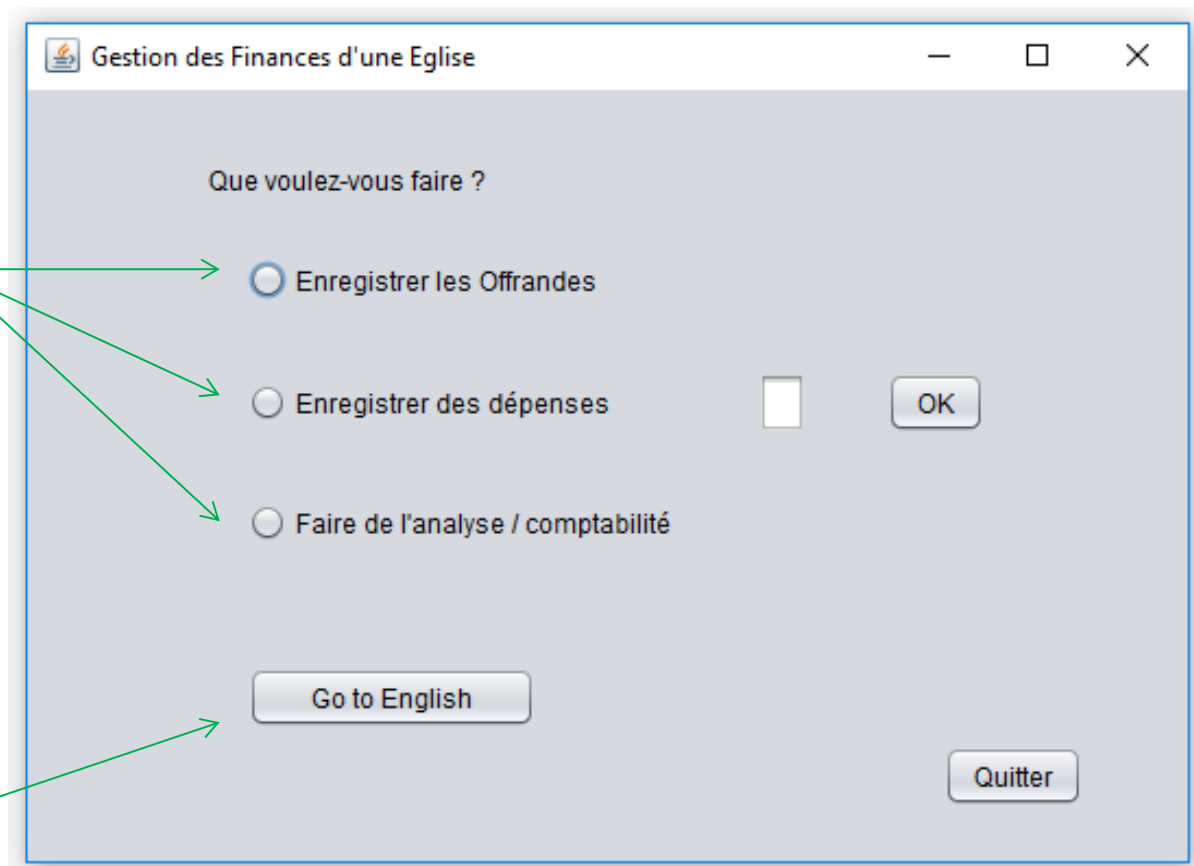 Gestion des Finances d'une Eglise
Que voulez-vous faire ?
Enregistrer les Offrandes
Enregistrer des dépenses
OK
Faire de l'analyse / comptabilité
Go to English
Quitter